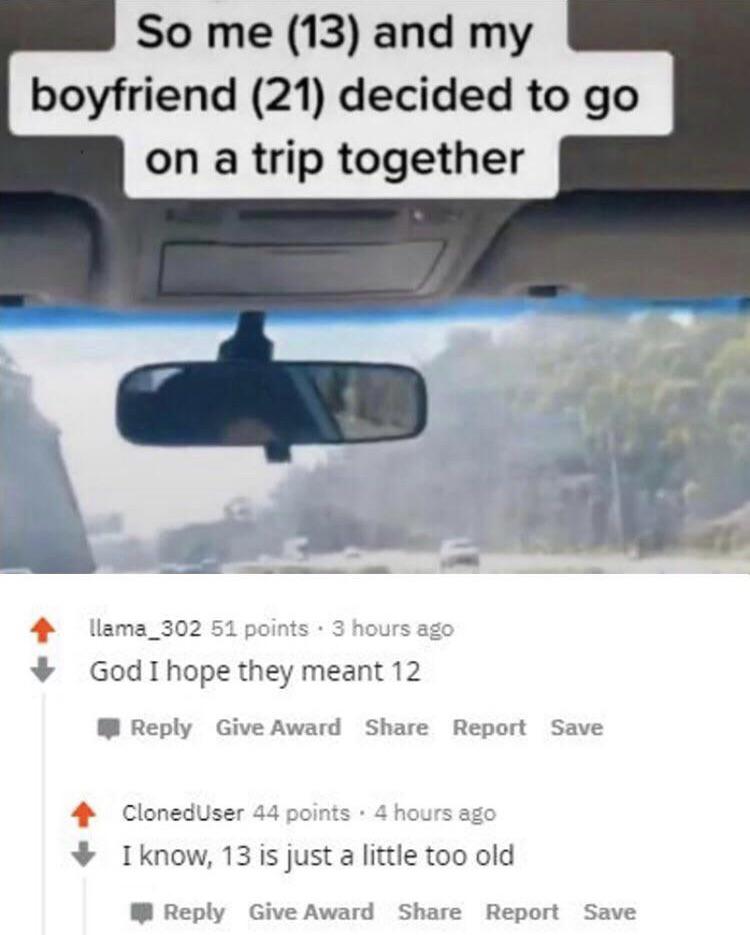 So me (13) and my
boyfriend (21) decided to go
on a trip together
llama_302 51 points · 3 hours ago
God I hope they meant 12
Reply Give Award Share Report Save
ClonedUser 44 points · 4 hours ago
I know, 13 is just a little too old
Reply Give Award Share Report Save